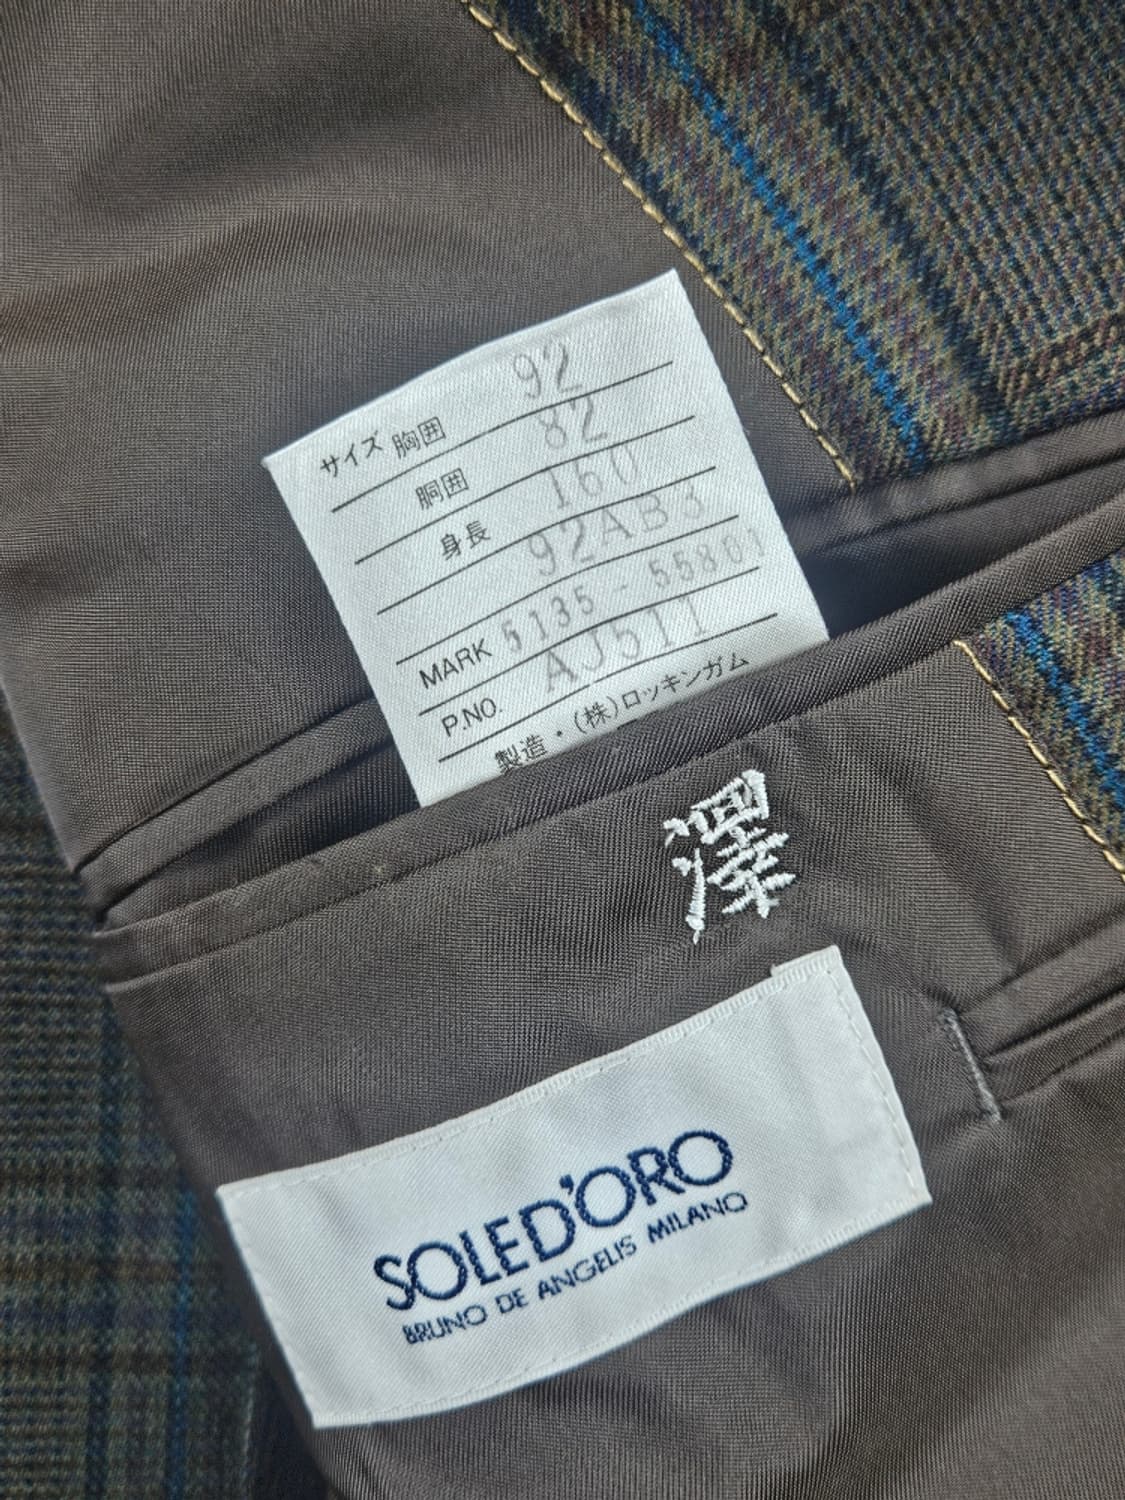 サイズ 胸囲 92
胴囲 82
身長 160
92AB3
MARK 5135-55801
P.NO. AJ511
製造・(株)ロッキンガム
澤
SOLED'ORO
BRUNO DE ANGELIS MILANO